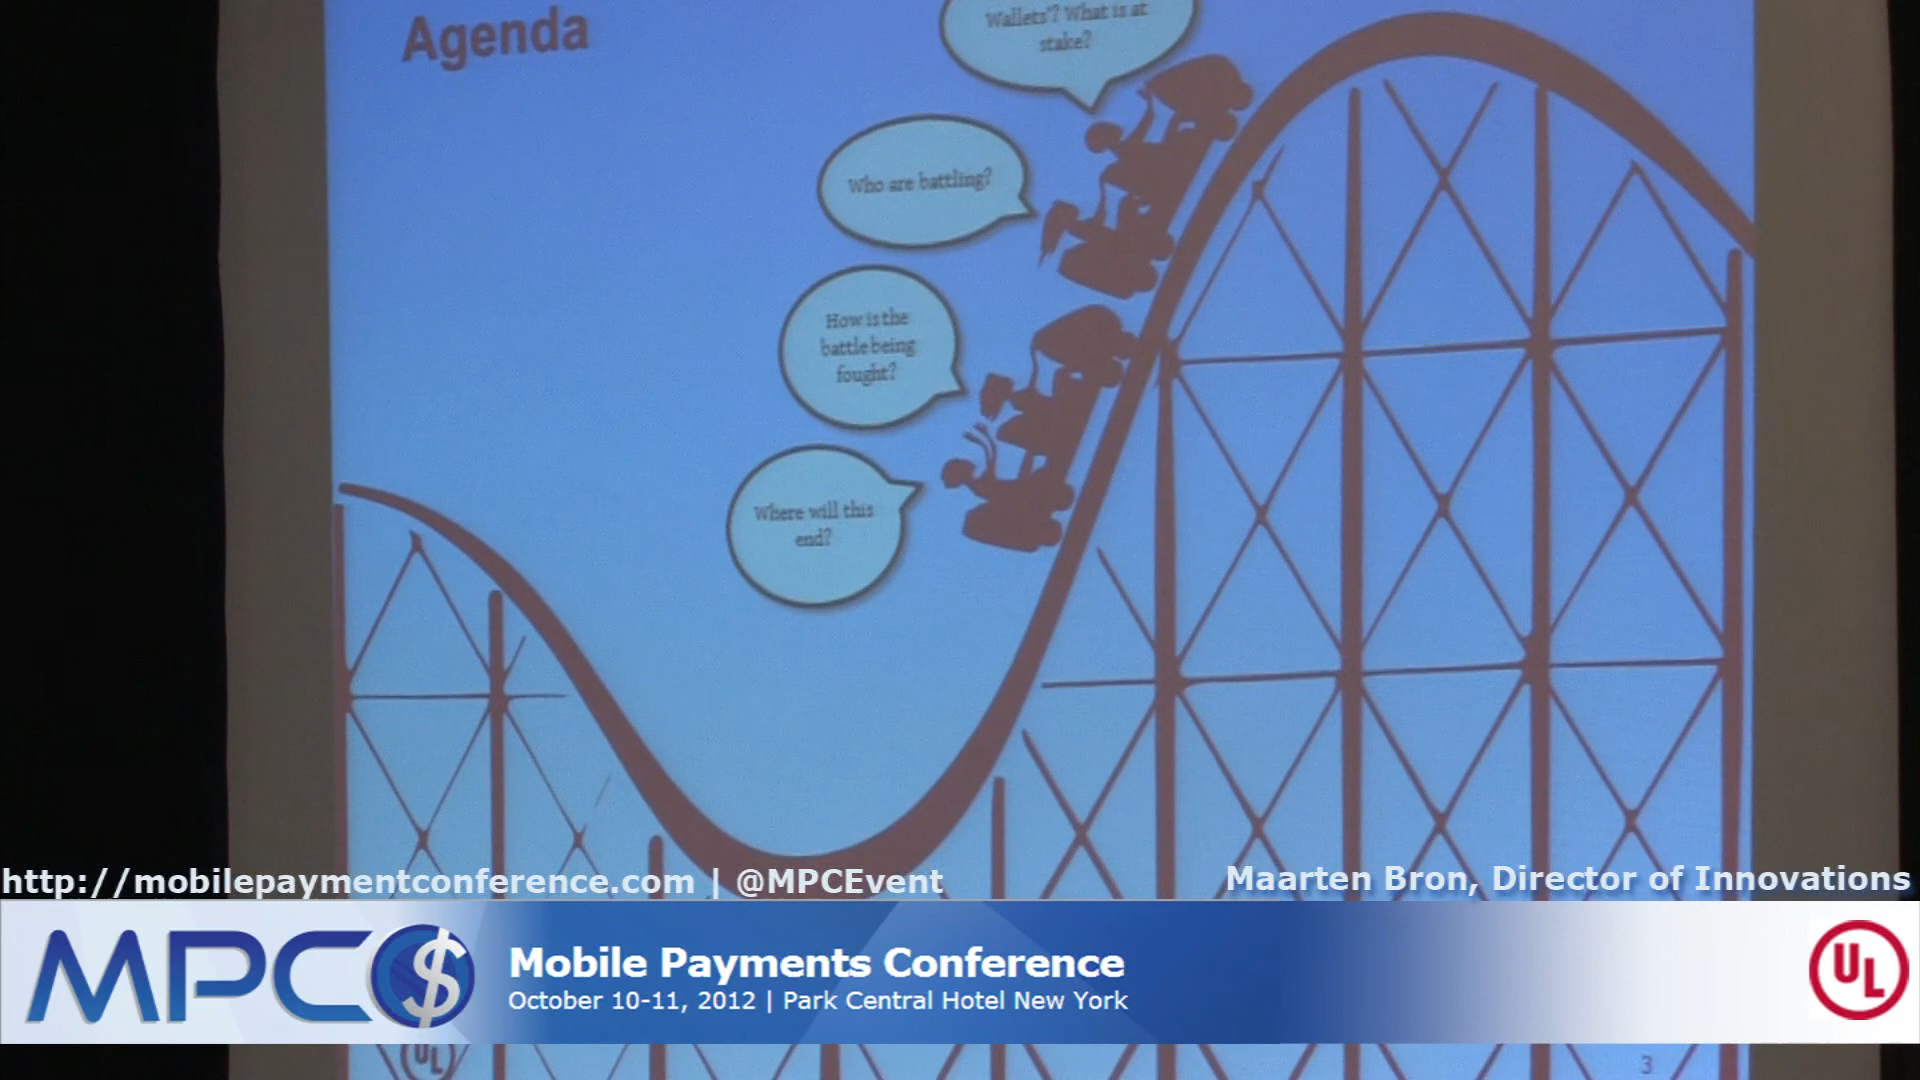 Agenda
Wallets'? What is at
stake?
Who are battling?
How is the
battle being
fought?
Where will this
end?
http://mobilepaymentconference.com | @MPCEvent
Maarten Bron, Director of Innovations
MPC$
Mobile Payments Conference
October 10-11, 2012 | Park Central Hotel New York
UL
UL
3